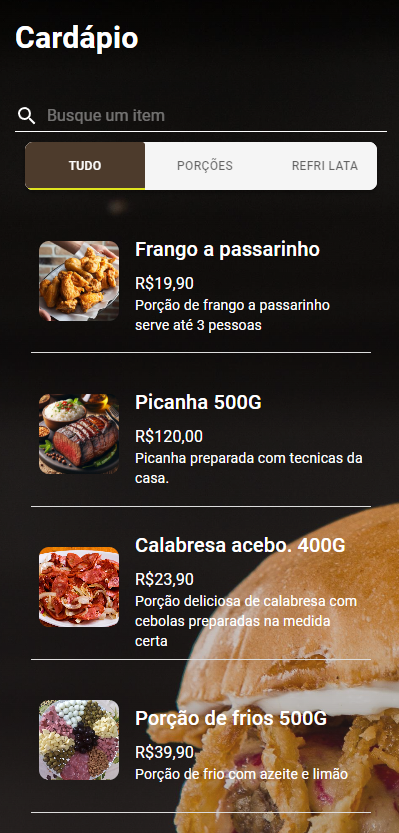 Cardápio
Busque um item
TUDO
PORÇÕES
REFRI LATA
Frango a passarinho
R$19,90
Porção de frango a passarinho
serve até 3 pessoas
Picanha 500G
R$120,00
Picanha preparada com tecnicas da
casa.
Calabresa acebo. 400G
R$23,90
Porção deliciosa de calabresa com
cebolas preparadas na medida
certa
Porção de frios 500G
R$39,90
Porção de frio com azeite e limão